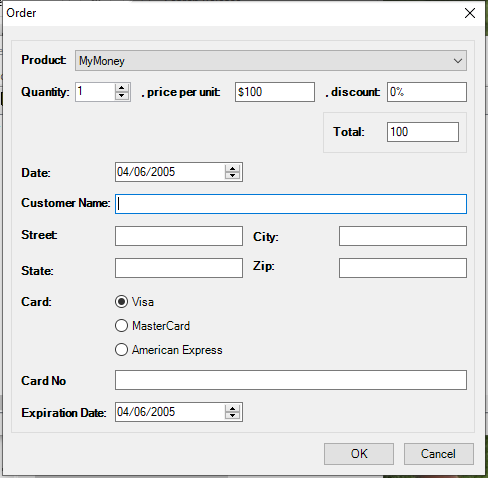 Order
Product: MyMoney
Quantity: 1 , price per unit: $100 , discount: 0%
Total: 100
Date: 04/06/2005
Customer Name:
Street: City:
State: Zip:
Card: Visa
MasterCard
American Express
Card No
Expiration Date: 04/06/2005
OK Cancel